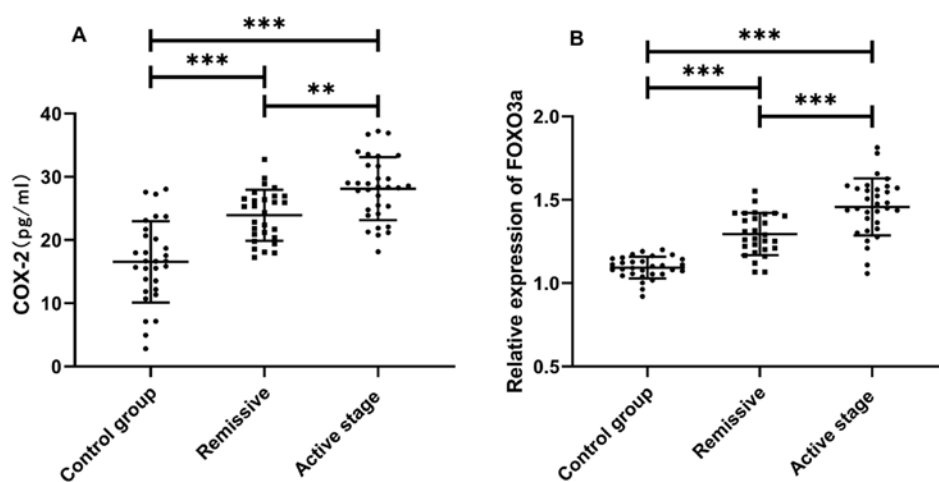 A
***
***
**
COX-2(pg/ml)
40
30
20
10
0
Control group
Remissive
Active stage
B
***
***
***
Relative expression of FOXO3a
2.0
1.5
1.0
0.5
Control group
Remissive
Active stage